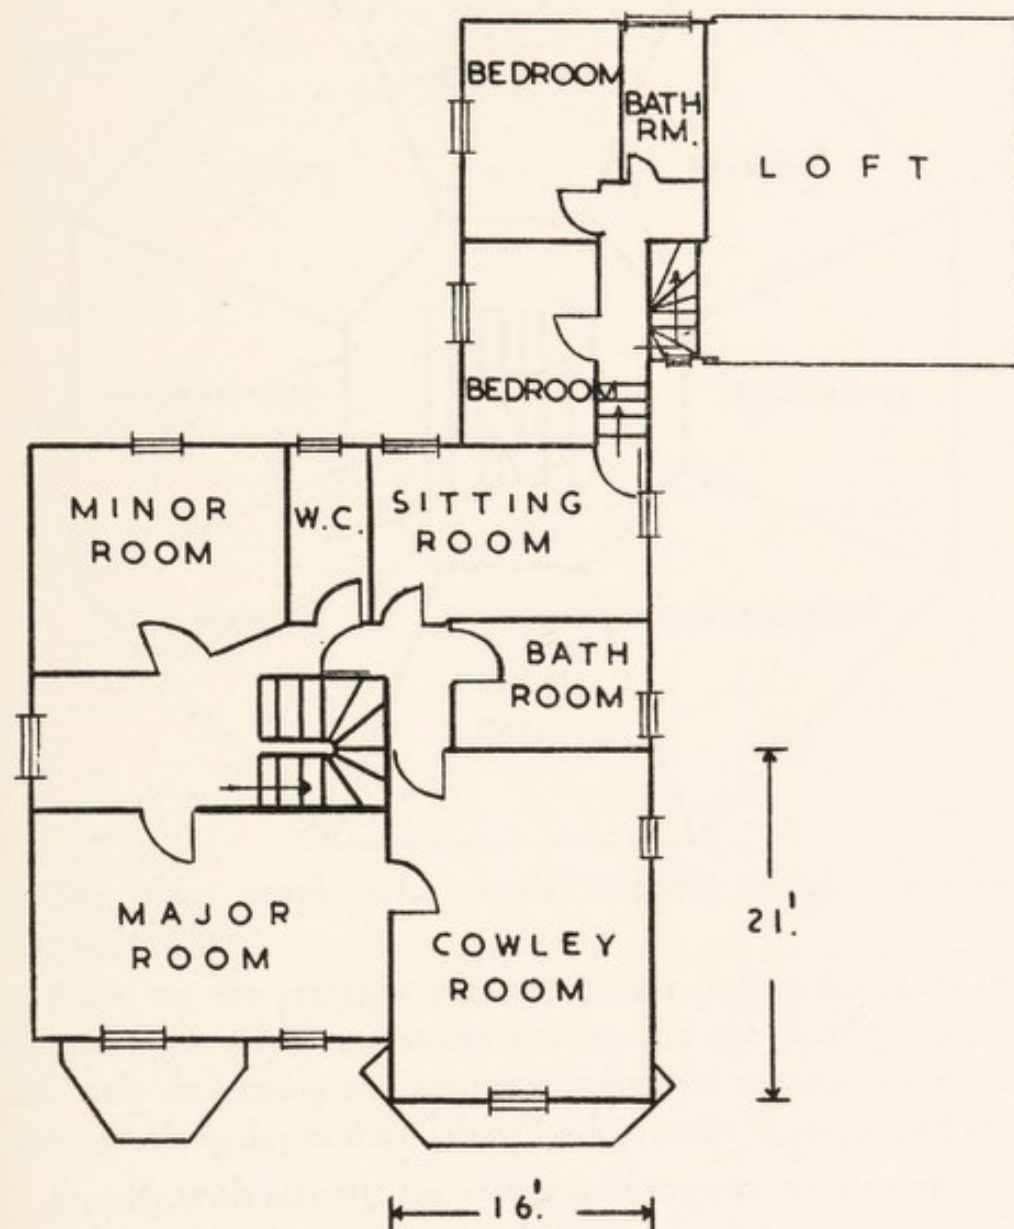 BEDROOM
BATH
RM.
LOFT
BEDROOM
MINOR
ROOM
W.C.
SITTING
ROOM
BATH
ROOM
MAJOR
ROOM
COWLEY
ROOM
21.'
16.'